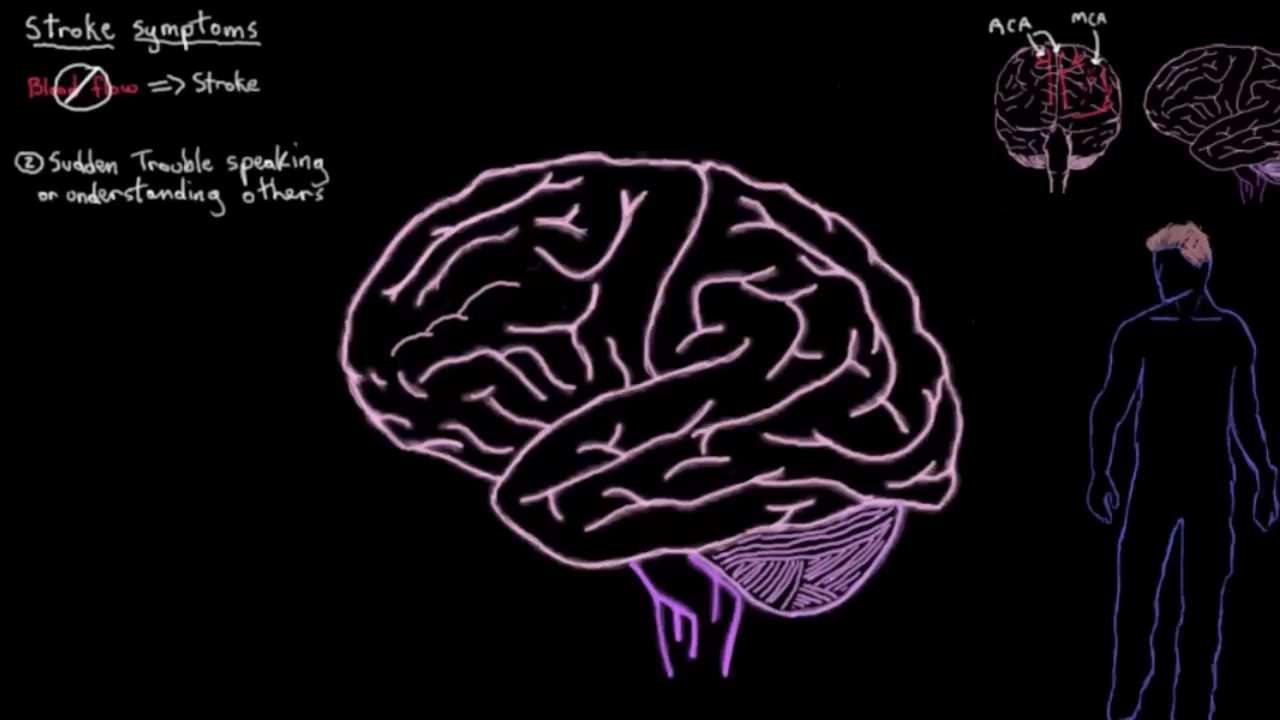 Stroke symptoms
Blood flow => Stroke
② Sudden Trouble speaking
or understanding others
ACA
MCA